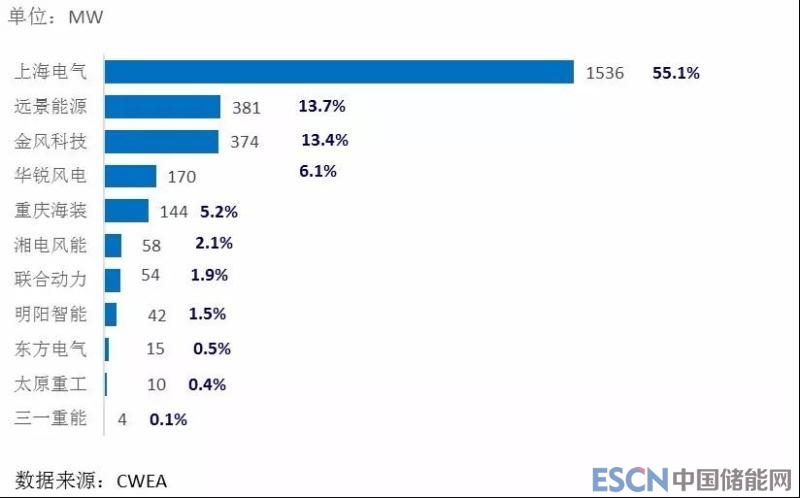 单位：MW
上海电气 1536 55.1%
远景能源 381 13.7%
金风科技 374 13.4%
华锐风电 170 6.1%
重庆海装 144 5.2%
湘电风能 58 2.1%
联合动力 54 1.9%
明阳智能 42 1.5%
东方电气 15 0.5%
太原重工 10 0.4%
三一重能 4 0.1%
数据来源：CWEA
ESCN中国储能网